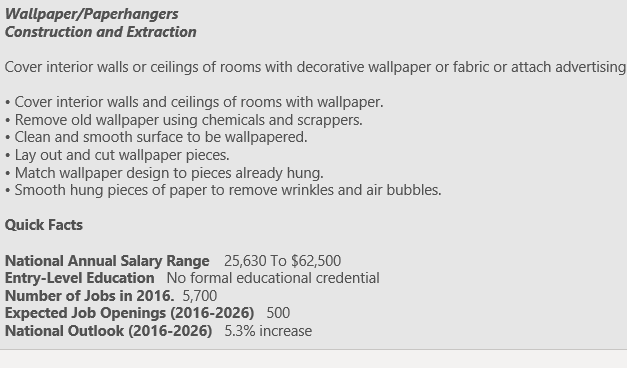 Wallpaper/Paperhangers
Construction and Extraction
Cover interior walls or ceilings of rooms with decorative wallpaper or fabric or attach advertising
• Cover interior walls and ceilings of rooms with wallpaper.
• Remove old wallpaper using chemicals and scrappers.
• Clean and smooth surface to be wallpapered.
• Lay out and cut wallpaper pieces.
• Match wallpaper design to pieces already hung.
• Smooth hung pieces of paper to remove wrinkles and air bubbles.
Quick Facts
National Annual Salary Range 25,630 To $62,500
Entry-Level Education No formal educational credential
Number of Jobs in 2016. 5,700
Expected Job Openings (2016-2026) 500
National Outlook (2016-2026) 5.3% increase